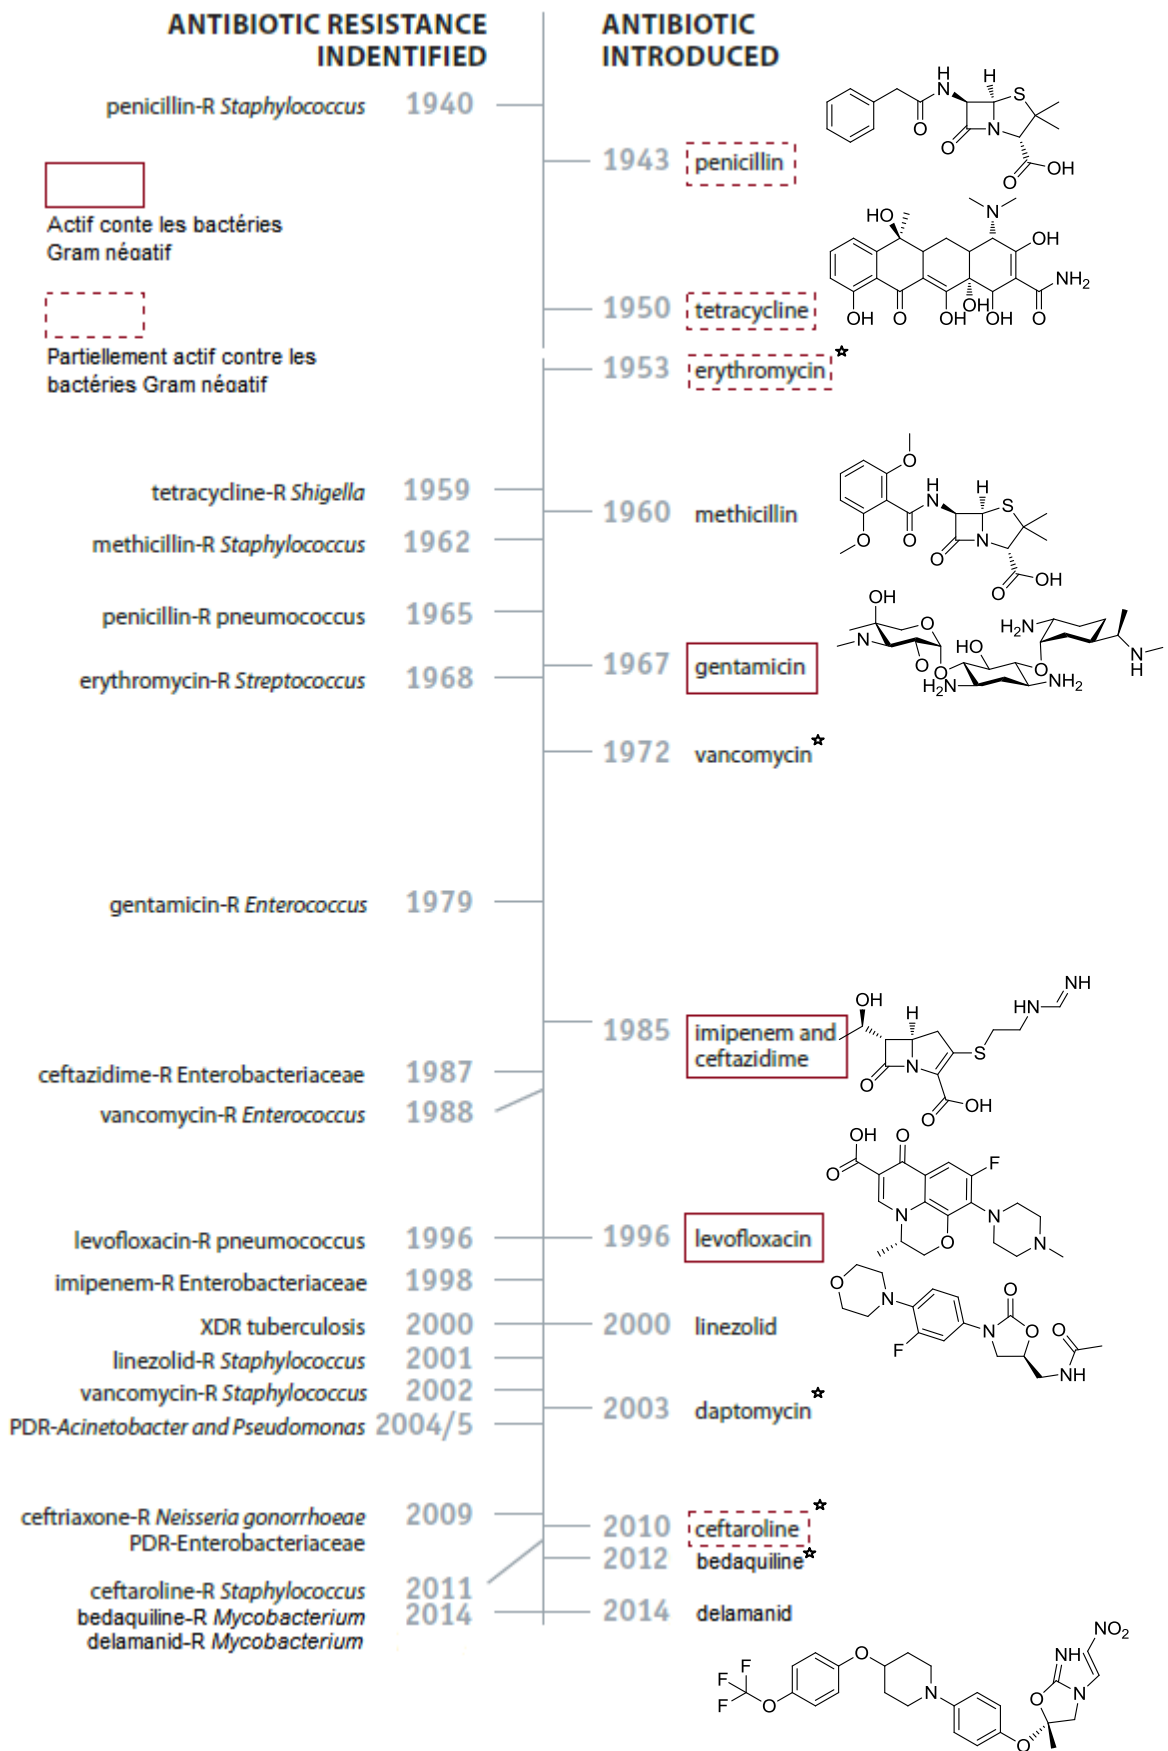 ANTIBIOTIC RESISTANCE
INDENTIFIED
ANTIBIOTIC
INTRODUCED
penicillin-R Staphylococcus 1940
1943 penicillin
Actif conte les bactéries
Gram négatif
1950 tetracycline
Partiellement actif contre les
bactéries Gram négatif
1953 erythromycin
tetracycline-R Shigella 1959
1960 methicillin
methicillin-R Staphylococcus 1962
penicillin-R pneumococcus 1965
1967 gentamicin
erythromycin-R Streptococcus 1968
1972 vancomycin
gentamicin-R Enterococcus 1979
1985 imipenem and
ceftazidime
ceftazidime-R Enterobacteriaceae 1987
vancomycin-R Enterococcus 1988
levofloxacin-R pneumococcus 1996
1996 levofloxacin
imipenem-R Enterobacteriaceae 1998
XDR tuberculosis 2000
2000 linezolid
linezolid-R Staphylococcus 2001
vancomycin-R Staphylococcus 2002
2003 daptomycin
PDR-Acinetobacter and Pseudomonas 2004/5
ceftriaxone-R Neisseria gonorrhoeae 2009
PDR-Enterobacteriaceae
2010 ceftaroline
2012 bedaquiline
ceftaroline-R Staphylococcus 2011
bedaquiline-R Mycobacterium 2014
delamanid-R Mycobacterium
2014 delamanid